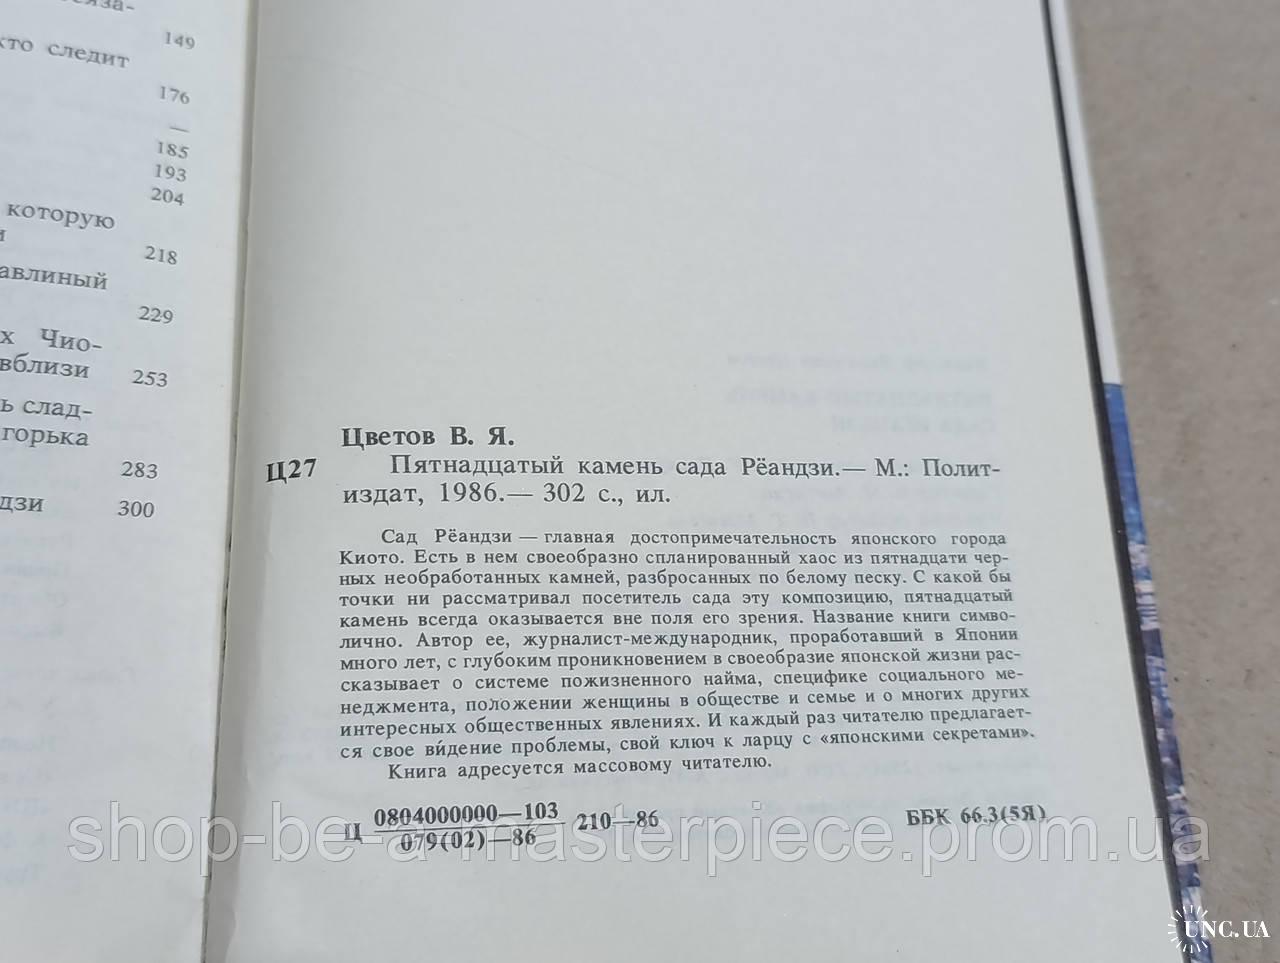 149
кто следит
176
—
185
193
204
которую
218
авлиный
229
х Чио-
вблизи 253
ь слад-
горька
283
дзи 300
Цветов В. Я.
Ц27 Пятнадцатый камень сада Рёандзи.— М.: Полит-
издат, 1986.— 302 с., ил.
Сад Рёандзи — главная достопримечательность японского города
Киото. Есть в нем своеобразно спланированный хаос из пятнадцати чер-
ных необработанных камней, разбросанных по белому песку. С какой бы
точки ни рассматривал посетитель сада эту композицию, пятнадцатый
камень всегда оказывается вне поля его зрения. Название книги симво-
лично. Автор ее, журналист-международник, проработавший в Японии
много лет, с глубоким проникновением в своеобразие японской жизни рас-
сказывает о системе пожизненного найма, специфике социального ме-
неджмента, положении женщины в обществе и семье и о многих других
интересных общественных явлениях. И каждый раз читателю предлагает-
ся свое ви́дение проблемы, свой ключ к ларцу с «японскими секретами».
Книга адресуется массовому читателю.
Ц 0804000000—103
079(02)—86 210—86
ББК 66.3(5Я)
shop-be-a-masterpiece.prom.ua
UNC.UA